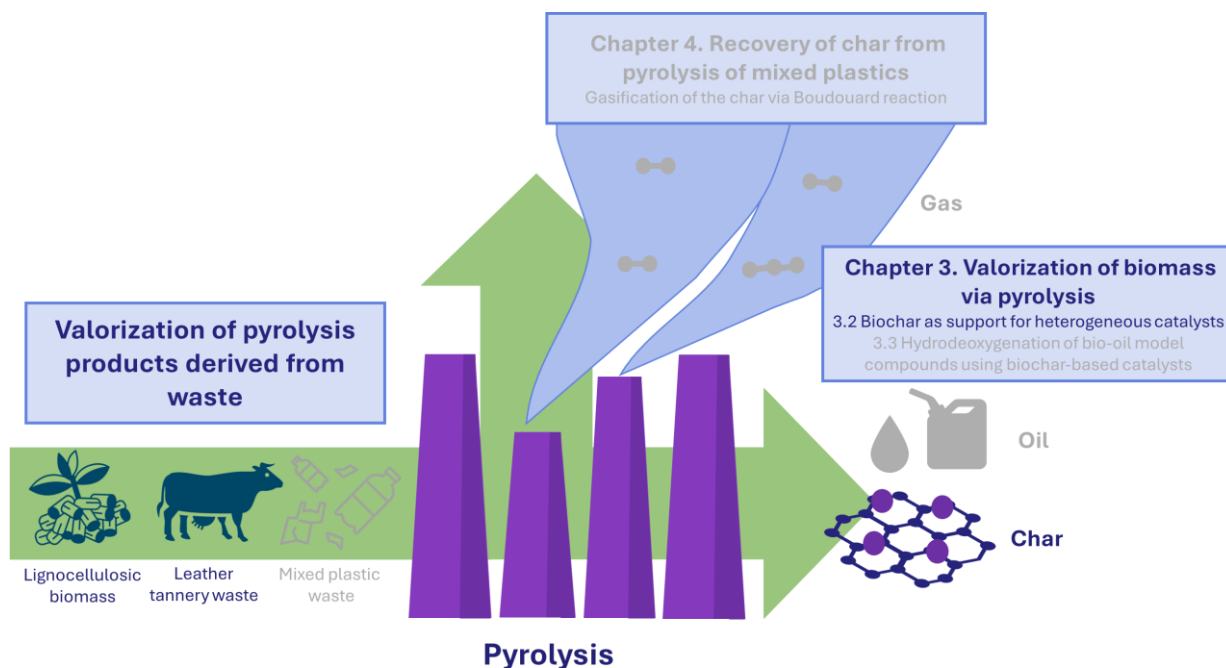 Chapter 4. Recovery of char from
pyrolysis of mixed plastics
Gasification of the char via Boudouard reaction
Gas
Chapter 3. Valorization of biomass
via pyrolysis
3.2 Biochar as support for heterogeneous catalysts
3.3 Hydrodeoxygenation of bio-oil model
compounds using biochar-based catalysts
Valorization of pyrolysis
products derived from
waste
Oil
Char
Lignocellulosic
biomass
Leather
tannery waste
Mixed plastic
waste
Pyrolysis